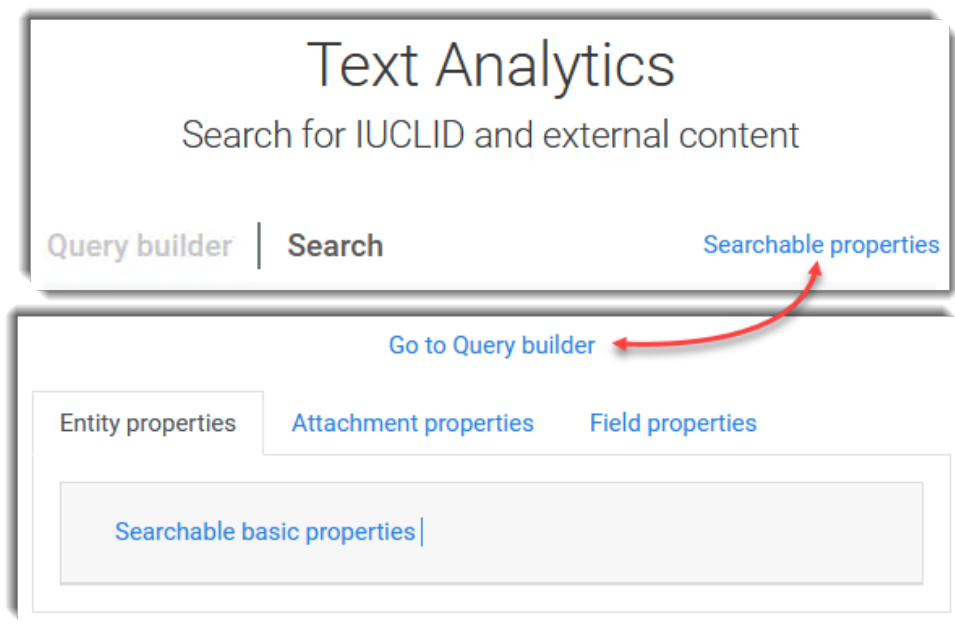 Text Analytics
Search for IUCLID and external content
Query builder | Search Searchable properties
Go to Query builder
Entity properties Attachment properties Field properties
Searchable basic properties